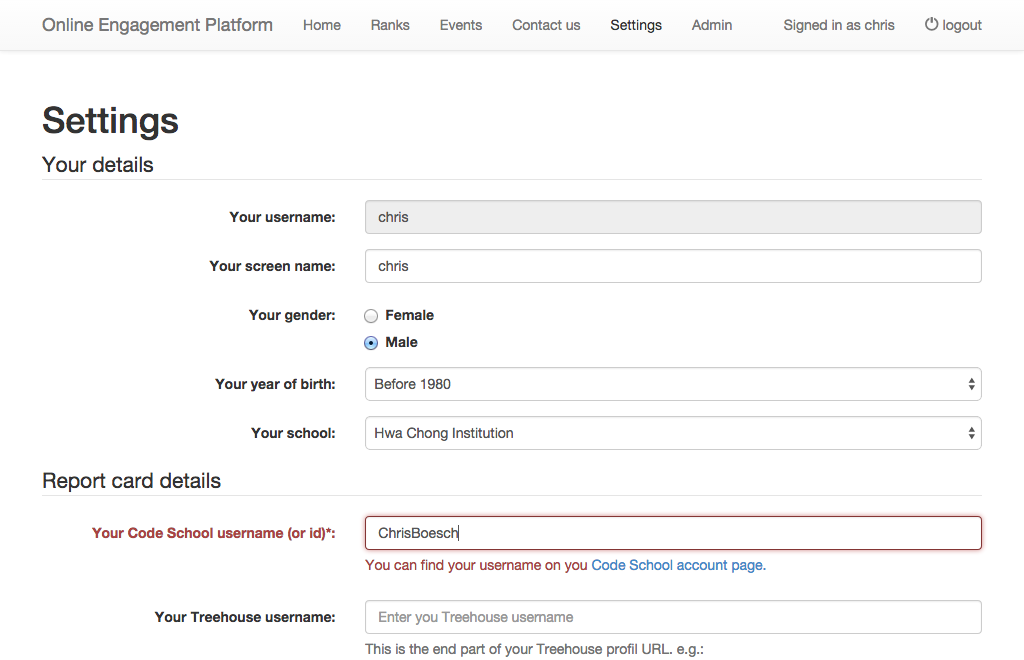 Online Engagement Platform Home Ranks Events Contact us Settings Admin Signed in as chris logout
Settings
Your details
Your username: chris
Your screen name: chris
Your gender: Female
Male
Your year of birth: Before 1980
Your school: Hwa Chong Institution
Report card details
Your Code School username (or id)*: ChrisBoesch
You can find your username on you Code School account page.
Your Treehouse username: Enter you Treehouse username
This is the end part of your Treehouse profil URL. e.g.: